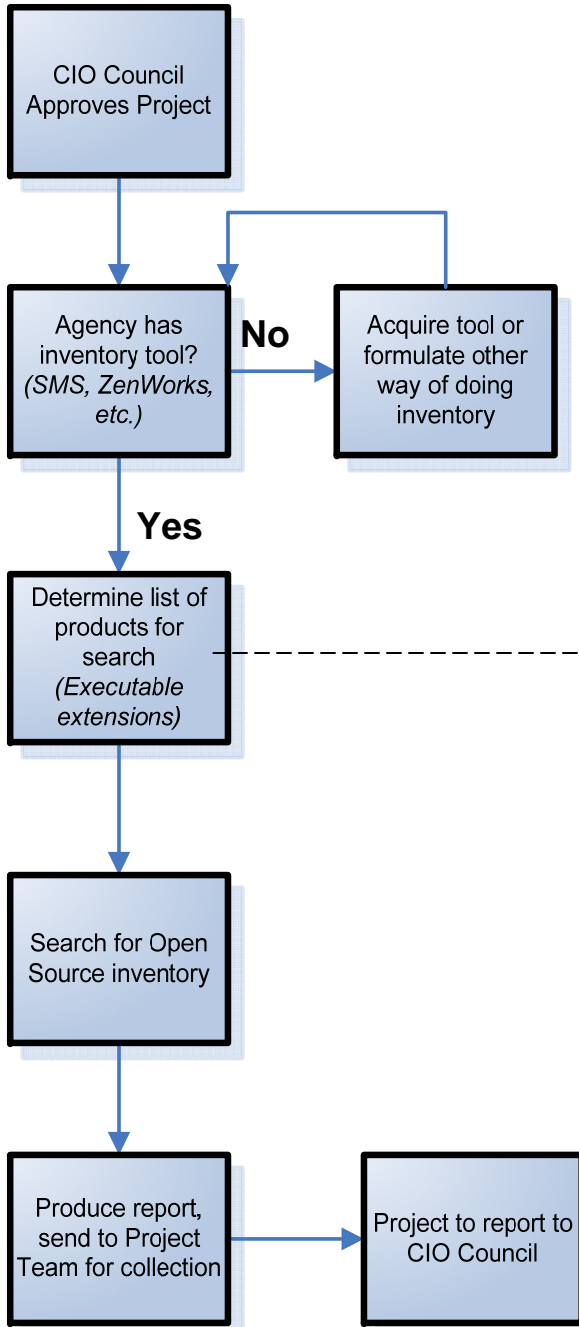 CIO Council
Approves Project
Agency has
inventory tool?
(SMS, ZenWorks,
etc.)
No
Acquire tool or
formulate other
way of doing
inventory
Yes
Determine list of
products for
search
(Executable
extensions)
Search for Open
Source inventory
Produce report,
send to Project
Team for collection
Project to report to
CIO Council